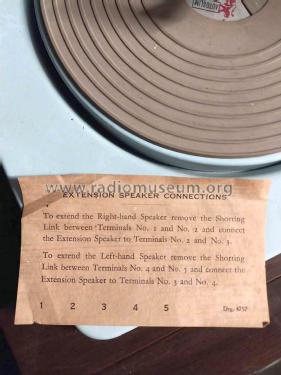 AUTOSLIM
EXTENSION SPEAKER CONNECTIONS
www.radiomuseum.org
To extend the Right-hand Speaker remove the Shorting
Link between Terminals No. 1 and No. 2 and connect
the Extension Speaker to Terminals No. 2 and No. 3.
To extend the Left-hand Speaker remove the Shorting
Link between Terminals No. 4 and No. 5 and connect the
Extension Speaker to Terminals No. 3 and No. 4.
1 2 3 4 5
Drg. 4757